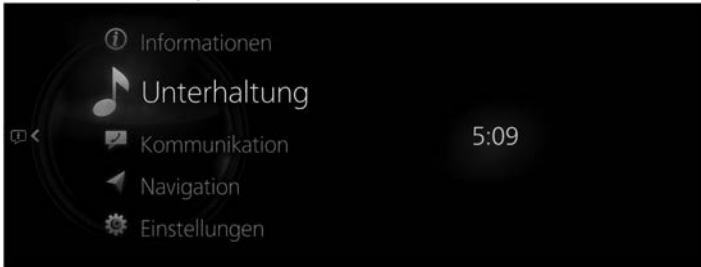 Informationen
Unterhaltung
Kommunikation
Navigation
Einstellungen
5:09